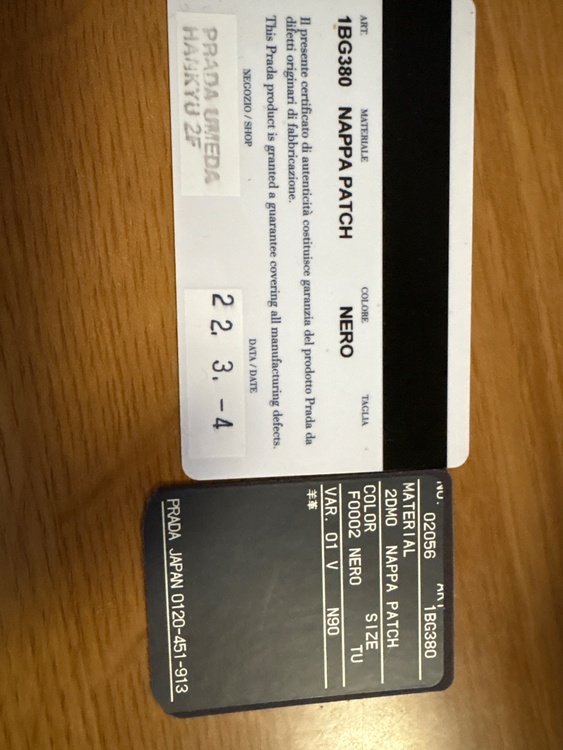 ART. MATERIALE COLORE TAGLIA
1BG380 NAPPA PATCH NERO
Il presente certificato di autenticità costituisce garanzia del prodotto Prada da
difetti originari di fabbricazione.
This Prada product is granted a guarantee covering all manufacturing defects.
NEGOZIO / SHOP DATA / DATE
PRADA UMEDA
HANKYU 2F
22. 3. -4
NO. 02056 ART 1BG380
MATERIAL
2DMO NAPPA PATCH
COLOR SIZE
F0002 NERO TU
VAR. 01 V N90
羊革
PRADA JAPAN 0120-451-913